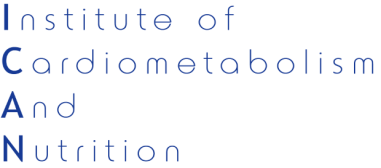 Institute of
Cardiometabolism
And
Nutrition